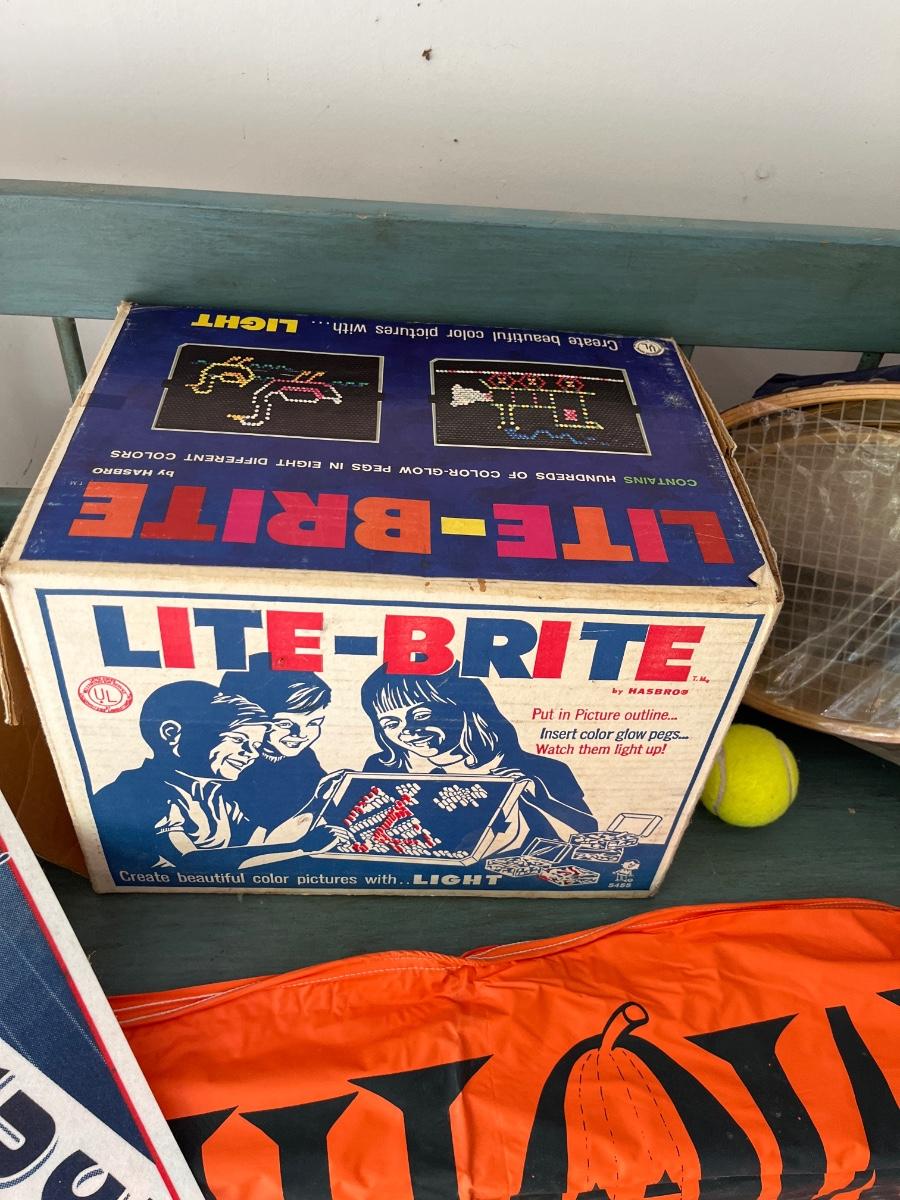 Create beautiful color pictures with.... LIGHT
UL
CONTAINS HUNDREDS OF COLOR-GLOW PEGS IN EIGHT DIFFERENT COLORS
by HASBRO
LITE-BRITE TM
LITE-BRITE T.M.
by HASBRO®
UL
Put in Picture outline...
Insert color glow pegs...
Watch them light up!
Create beautiful color pictures with..LIGHT
5455